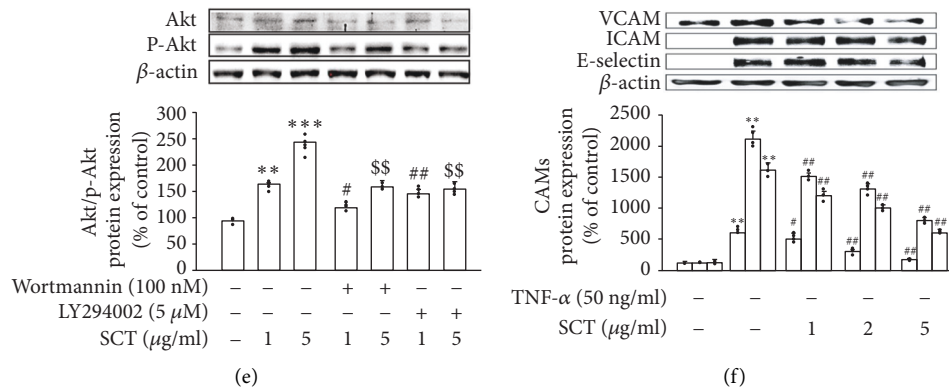 Akt
P-Akt
β-actin
300
250
200
150
100
50
0
Akt/p-Akt
protein expression
(% of control)
**
***
#
$$
##
$$
Wortmannin (100 nM) – – – + + – –
LY294002 (5 μM) – – – – – + +
SCT (μg/ml) – 1 5 1 5 1 5
(e)
VCAM
ICAM
E-selectin
β-actin
2500
2000
1500
1000
500
0
CAMs
protein expression
(% of control)
**
**
**
#
##
##
##
##
##
##
##
##
TNF-α (50 ng/ml) – – – – –
SCT (μg/ml) – – 1 2 5
(f)